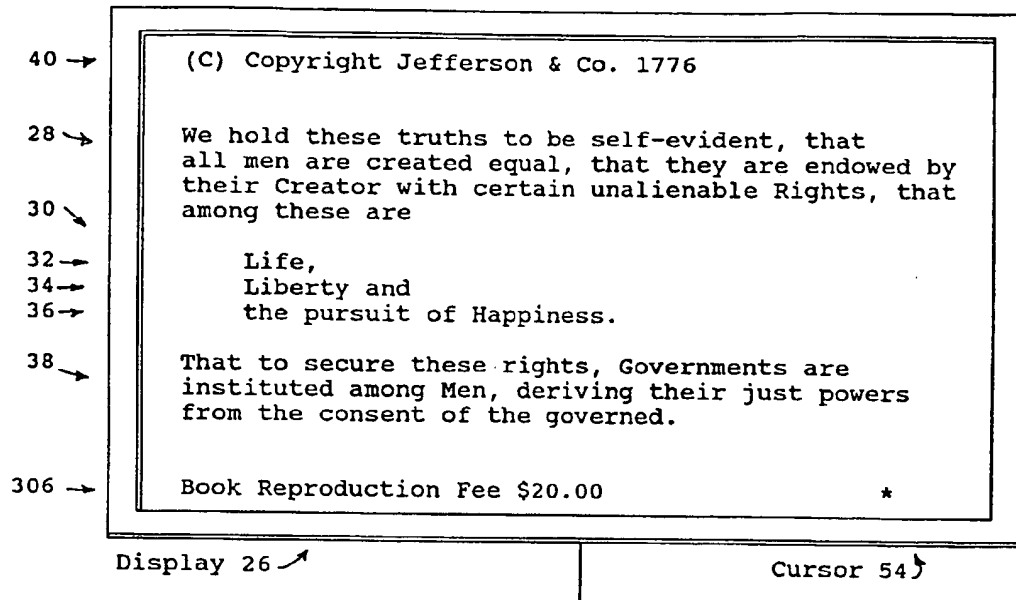 40 (C) Copyright Jefferson & Co. 1776
28 We hold these truths to be self-evident, that
all men are created equal, that they are endowed by
their Creator with certain unalienable Rights, that
30 among these are
32 Life,
34 Liberty and
36 the pursuit of Happiness.
38 That to secure these rights, Governments are
instituted among Men, deriving their just powers
from the consent of the governed.
306 Book Reproduction Fee $20.00 *
Display 26 Cursor 54